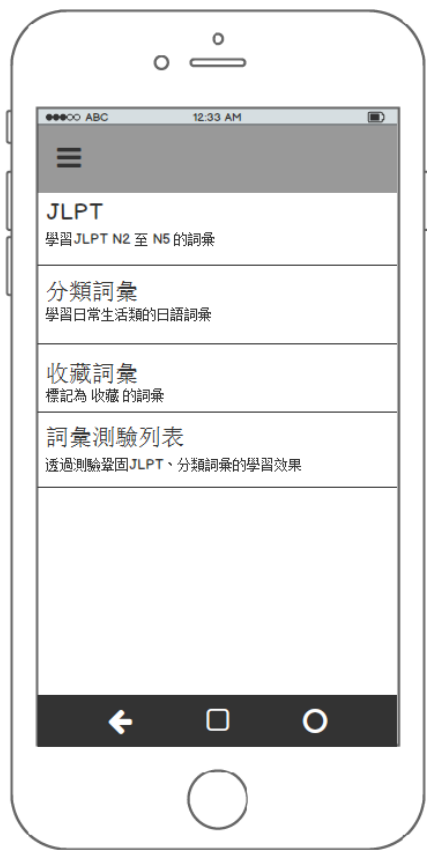 ABC 12:33 AM
JLPT
學習JLPT N2 至 N5 的詞彙
分類詞彙
學習日常生活類的日語詞彙
收藏詞彙
標記為 收藏 的詞彙
詞彙測驗列表
透過測驗鞏固JLPT、分類詞彙的學習效果